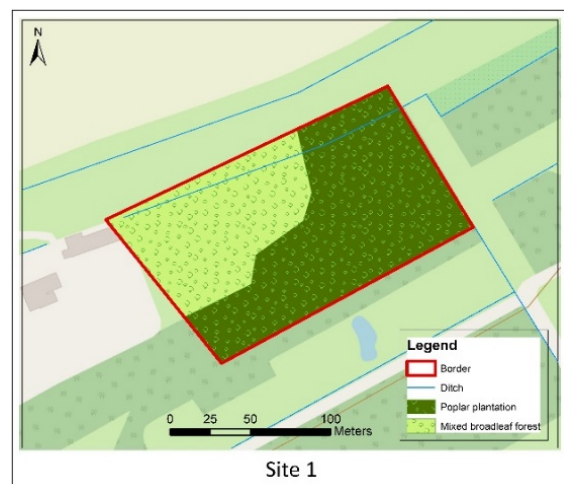 N
Legend
Border
Ditch
Poplar plantation
Mixed broadleaf forest
0 25 50 100
Meters
Site 1